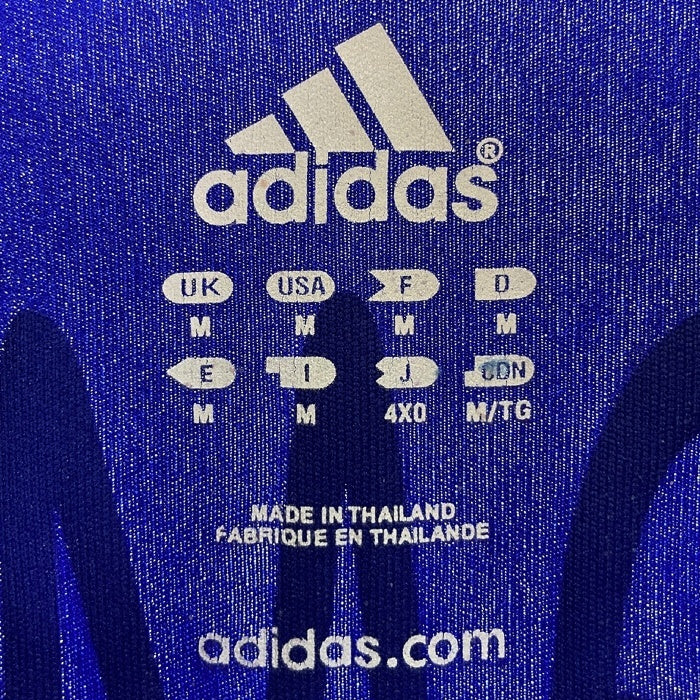 adidas®
UK USA F D
M M M M
E I J CDN
M M 4XO M/TG
MADE IN THAILAND
FABRIQUE EN THAILANDE
adidas.com